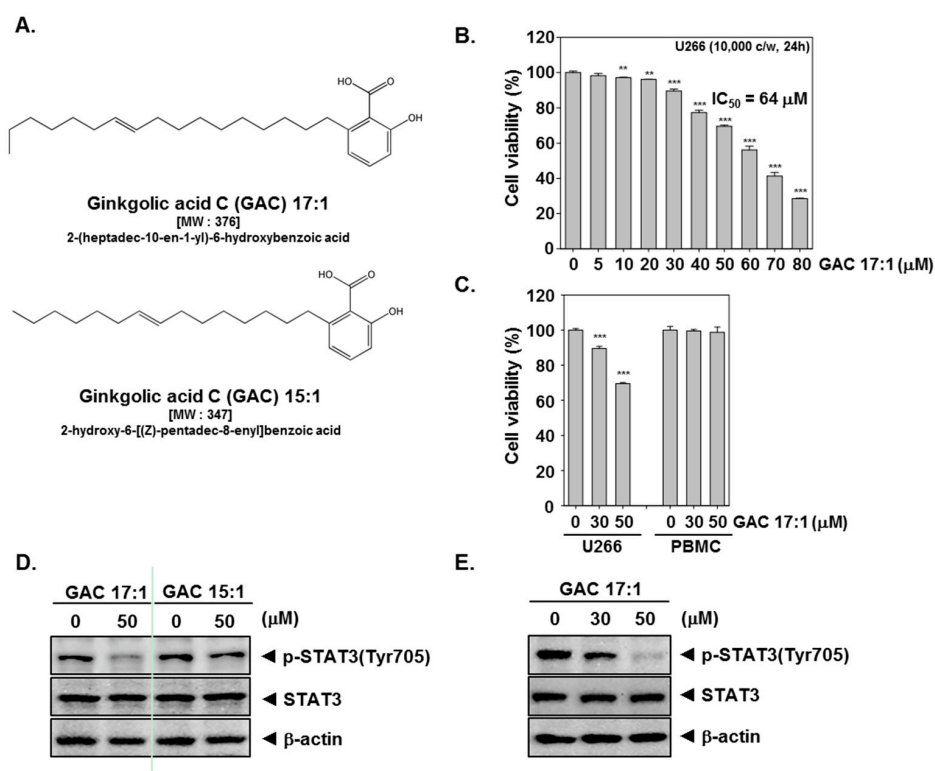 A.
HO
O
OH
Ginkgolic acid C (GAC) 17:1
[MW : 376]
2-(heptadec-10-en-1-yl)-6-hydroxybenzoic acid
HO
O
OH
Ginkgolic acid C (GAC) 15:1
[MW : 347]
2-hydroxy-6-[(Z)-pentadec-8-enyl]benzoic acid
B.
U266 (10,000 c/w, 24h)
IC50 = 64 μM
Cell viability (%)
120
100
80
60
40
20
0
** ** *** *** *** *** *** ***
0 5 10 20 30 40 50 60 70 80 GAC 17:1 (μM)
C.
Cell viability (%)
120
100
80
60
40
20
0
*** ***
0 30 50 0 30 50 GAC 17:1 (μM)
U266 PBMC
D.
GAC 17:1 GAC 15:1
0 50 0 50 (μM)
p-STAT3(Tyr705)
STAT3
β-actin
E.
GAC 17:1
0 30 50 (μM)
p-STAT3(Tyr705)
STAT3
β-actin